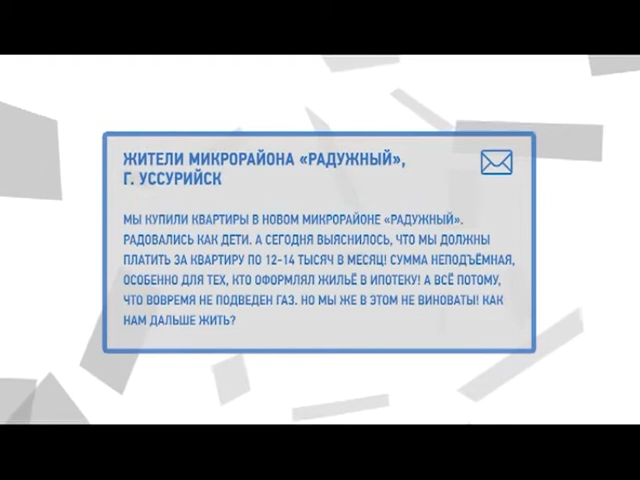 ЖИТЕЛИ МИКРОРАЙОНА «РАДУЖНЫЙ»,
Г. УССУРИЙСК
МЫ КУПИЛИ КВАРТИРЫ В НОВОМ МИКРОРАЙОНЕ «РАДУЖНЫЙ».
РАДОВАЛИСЬ КАК ДЕТИ. А СЕГОДНЯ ВЫЯСНИЛОСЬ, ЧТО МЫ ДОЛЖНЫ
ПЛАТИТЬ ЗА КВАРТИРУ ПО 12-14 ТЫСЯЧ В МЕСЯЦ! СУММА НЕПОДЪЁМНАЯ,
ОСОБЕННО ДЛЯ ТЕХ, КТО ОФОРМЛЯЛ ЖИЛЬЁ В ИПОТЕКУ! А ВСЁ ПОТОМУ,
ЧТО ВОВРЕМЯ НЕ ПОДВЕДЕН ГАЗ. НО МЫ ЖЕ В ЭТОМ НЕ ВИНОВАТЫ! КАК
НАМ ДАЛЬШЕ ЖИТЬ?